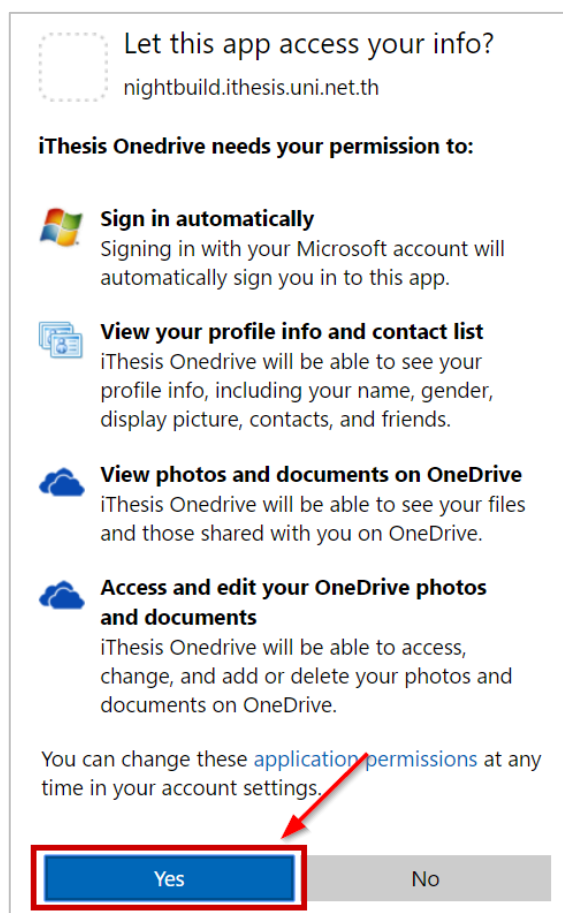 Let this app access your info?
nightbuild.ithesis.uni.net.th
iThesis Onedrive needs your permission to:
Sign in automatically
Signing in with your Microsoft account will
automatically sign you in to this app.
View your profile info and contact list
iThesis Onedrive will be able to see your
profile info, including your name, gender,
display picture, contacts, and friends.
View photos and documents on OneDrive
iThesis Onedrive will be able to see your files
and those shared with you on OneDrive.
Access and edit your OneDrive photos
and documents
iThesis Onedrive will be able to access,
change, and add or delete your photos and
documents on OneDrive.
You can change these application permissions at any
time in your account settings.
Yes
No